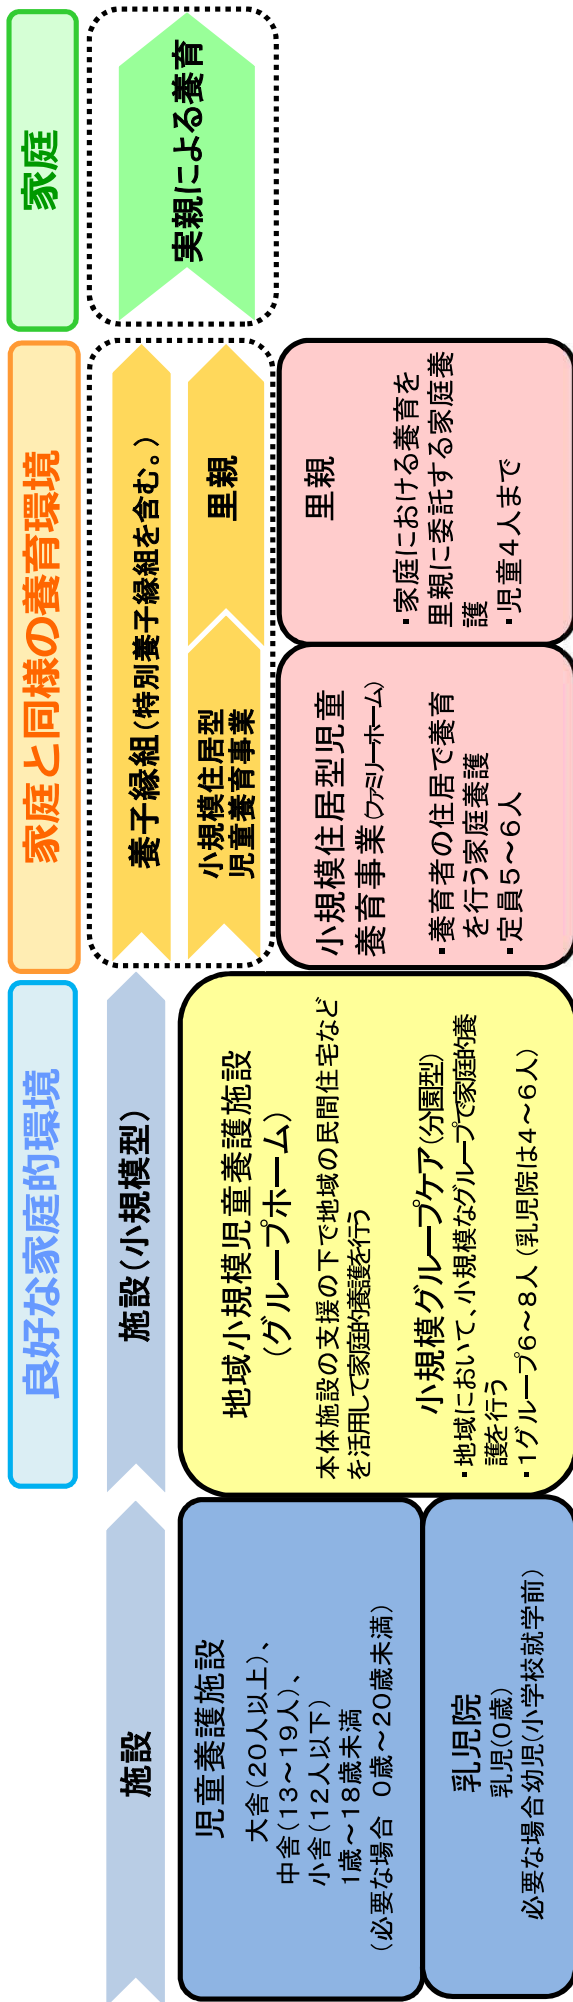 良好な家庭的環境
家庭と同様の養育環境
家庭
施設
施設(小規模型)
養子縁組(特別養子縁組を含む。)
小規模住居型
児童養育事業
里親
実親による養育
児童養護施設
大舎(20人以上)、
中舎(13~19人)、
小舎(12人以下)
1歳~18歳未満
(必要な場合 0歳~20歳未満)
乳児院
乳児(0歳)
必要な場合幼児(小学校就学前)
地域小規模児童養護施設
(グループホーム)
本体施設の支援の下で地域の民間住宅など
を活用して家庭的養護を行う
小規模グループケア(分園型)
・地域において、小規模なグループで家庭的養
護を行う
・1グループ6~8人(乳児院は4~6人)
小規模住居型児童
養育事業(ファミリーホーム)
・養育者の住居で養育
を行う家庭養護
・定員5~6人
里親
・家庭における養育を
里親に委託する家庭養
護
・児童4人まで